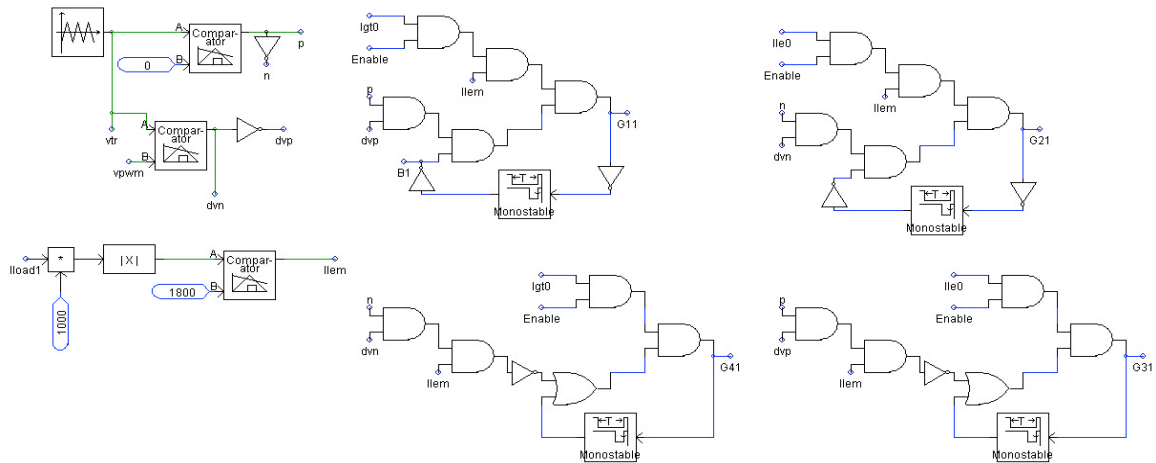 A
Compar-
ator
B
0
p
n
vtr
A
Compar-
ator
B
vpwm
dvp
dvn
Iload1
*
1000
|X|
A
Compar-
ator
B
1800
Ilem
Igt0
Enable
Ilem
p
dvp
B1
G11
T
Monostable
Ile0
Enable
Ilem
n
dvn
G21
T
Monostable
Igt0
Enable
n
dvn
Ilem
G41
T
Monostable
Ile0
Enable
p
dvp
Ilem
G31
T
Monostable